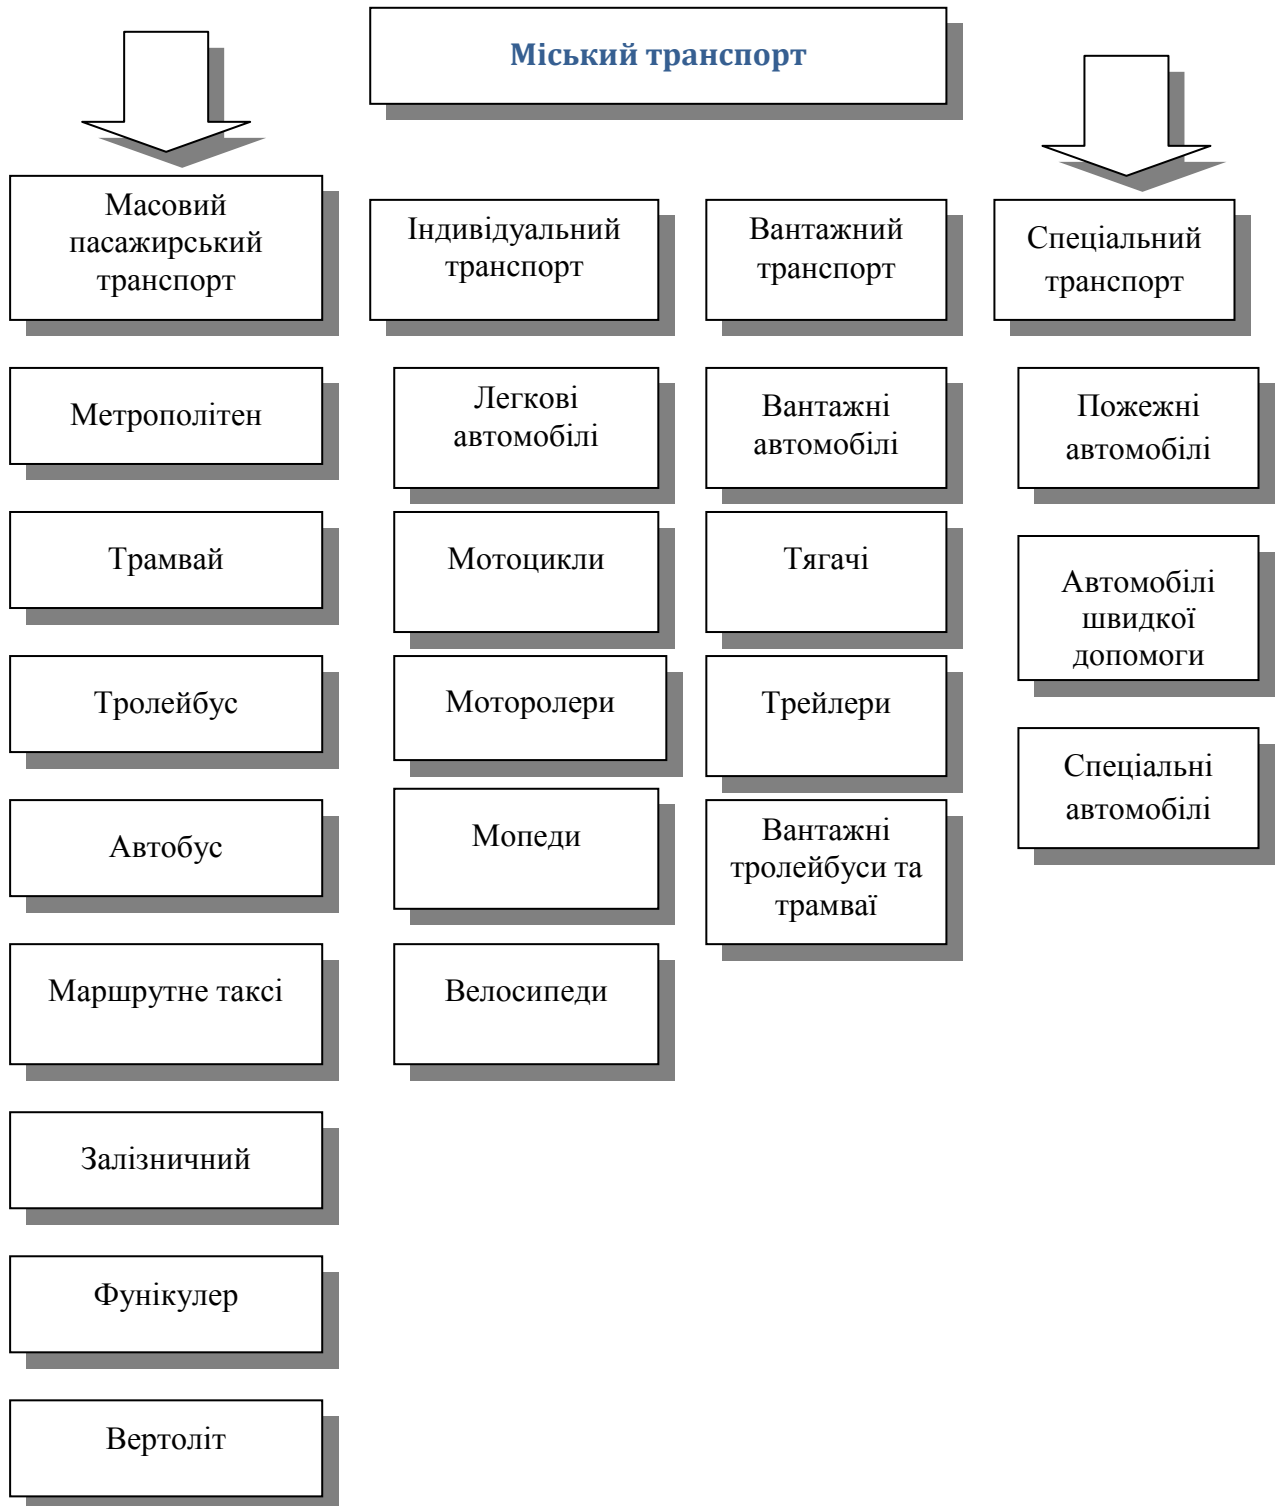 Міський транспорт
Масовий
пасажирський
транспорт
Індивідуальний
транспорт
Вантажний
транспорт
Спеціальний
транспорт
Метрополітен
Трамвай
Тролейбус
Автобус
Маршрутне таксі
Залізничний
Фунікулер
Вертоліт
Легкові
автомобілі
Мотоцикли
Моторолери
Мопеди
Велосипеди
Вантажні
автомобілі
Тягачі
Трейлери
Вантажні
тролейбуси та
трамваї
Пожежні
автомобілі
Автомобілі
швидкої
допомоги
Спеціальні
автомобілі